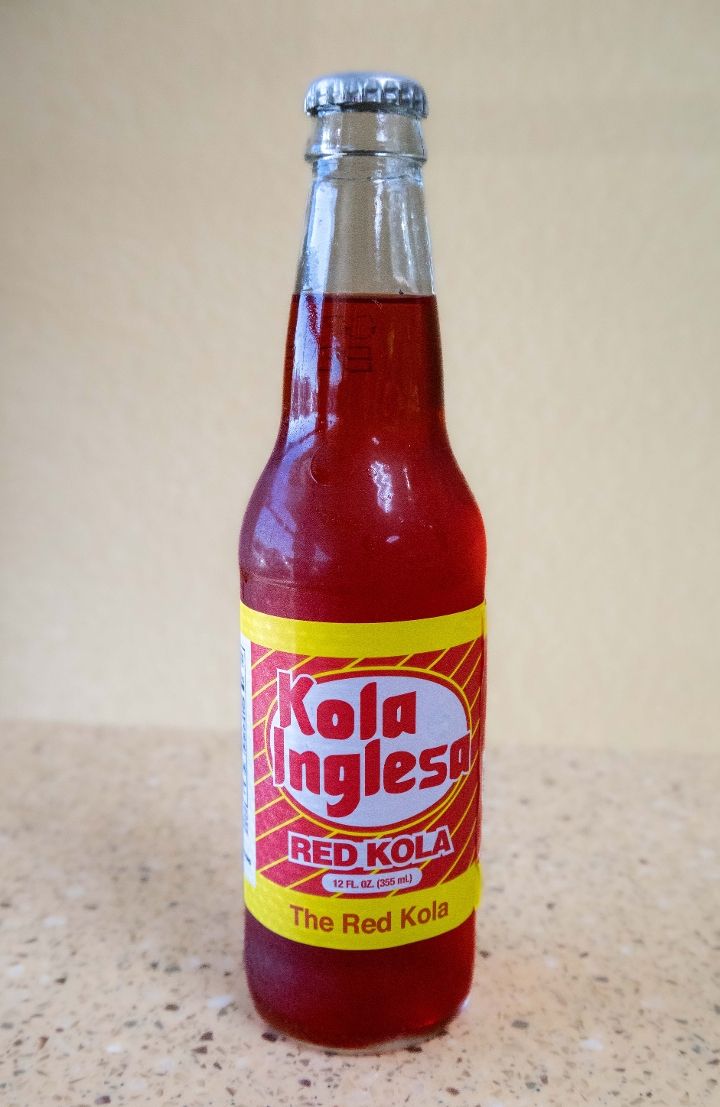 Kola
Inglesa
RED KOLA
12 FL. OZ. (355 mL)
The Red Kola